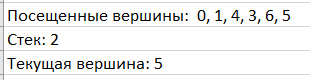 Посещенные вершины:  0, 1, 4, 3, 6, 5
Стек: 2
Текущая вершина: 5